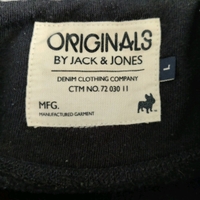 ORIGINALS
BY JACK & JONES
DENIM CLOTHING COMPANY
CTM NO. 72 030 11
MFG.
MANUFACTURED GARMENT
L